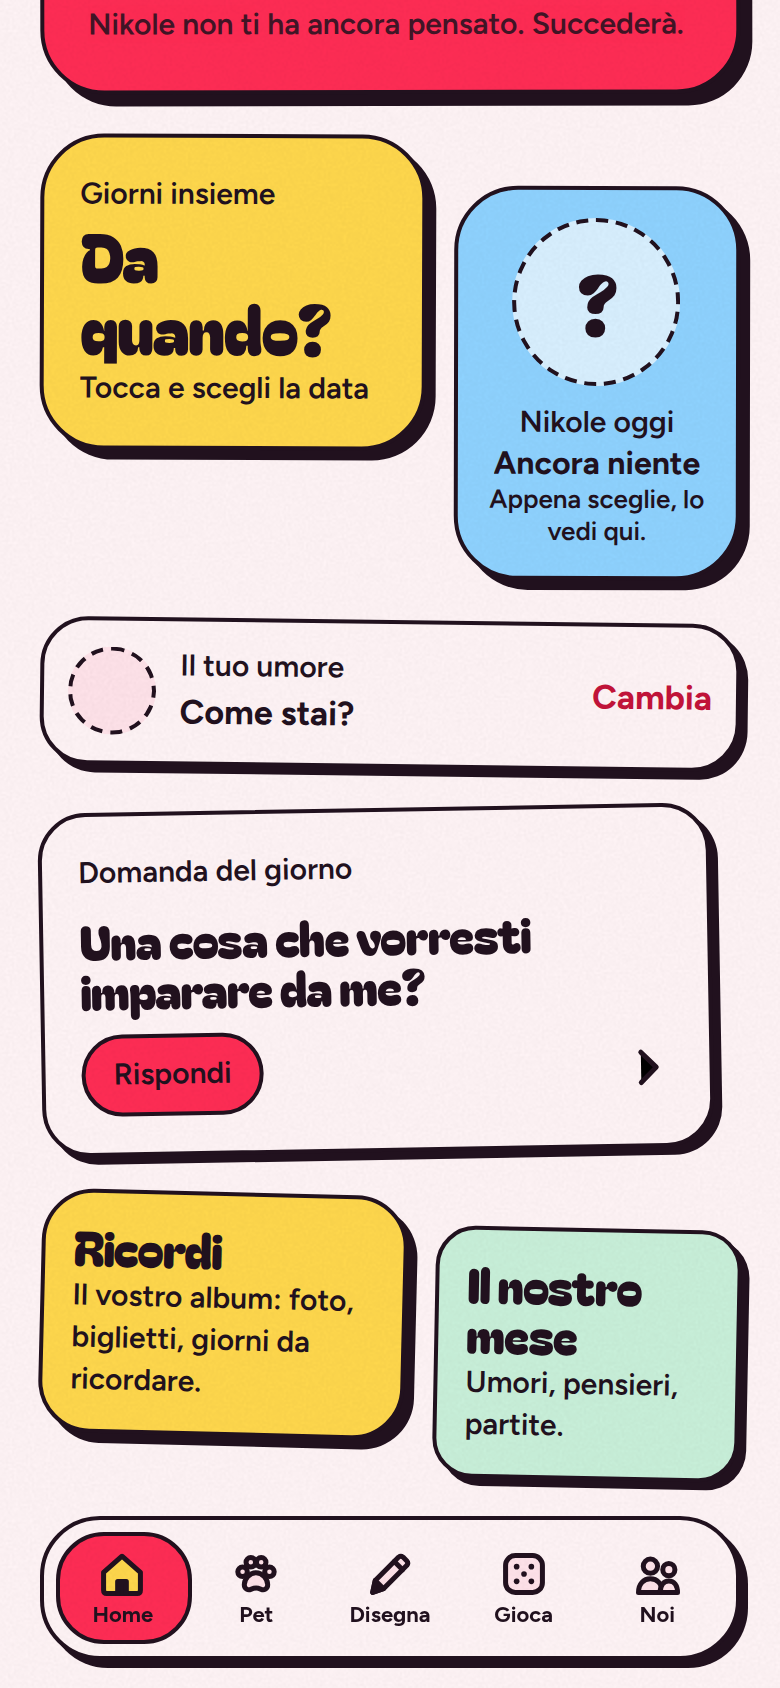 Nikole non ti ha ancora pensato. Succederà.
Giorni insieme
Da
quando?
Tocca e scegli la data
?
Nikole oggi
Ancora niente
Appena sceglie, lo
vedi qui.
Il tuo umore
Come stai?
Cambia
Domanda del giorno
Una cosa che vorresti
imparare da me?
Rispondi
Ricordi
Il vostro album: foto,
biglietti, giorni da
ricordare.
Il nostro
mese
Umori, pensieri,
partite.
Home
Pet
Disegna
Gioca
Noi